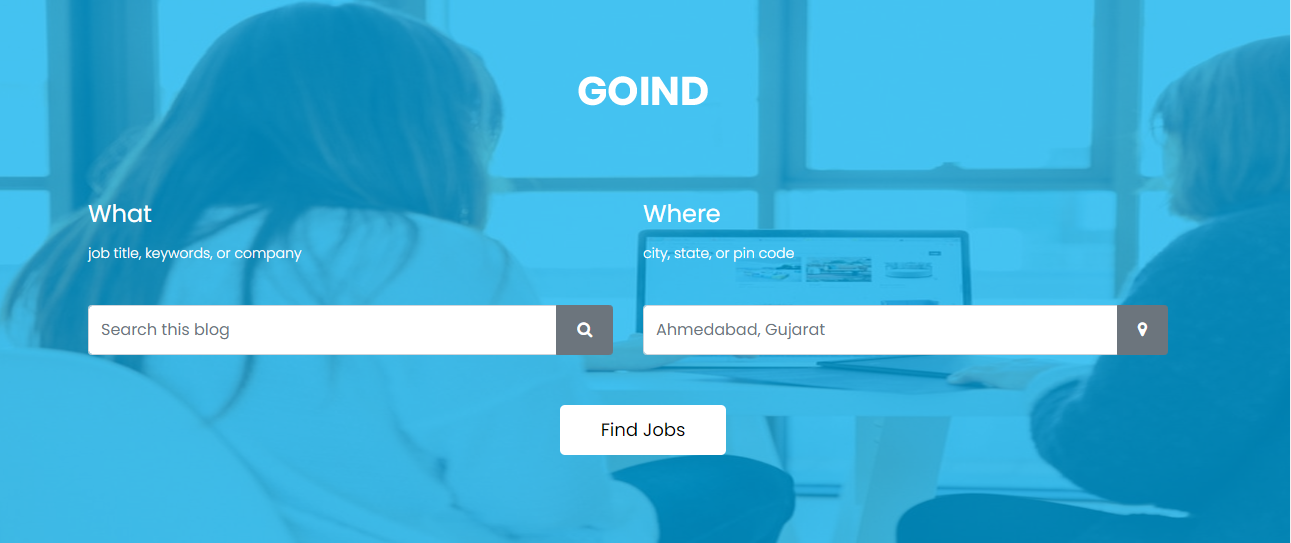 GOIND
What
job title, keywords, or company
Search this blog
Where
city, state, or pin code
Ahmedabad, Gujarat
Find Jobs